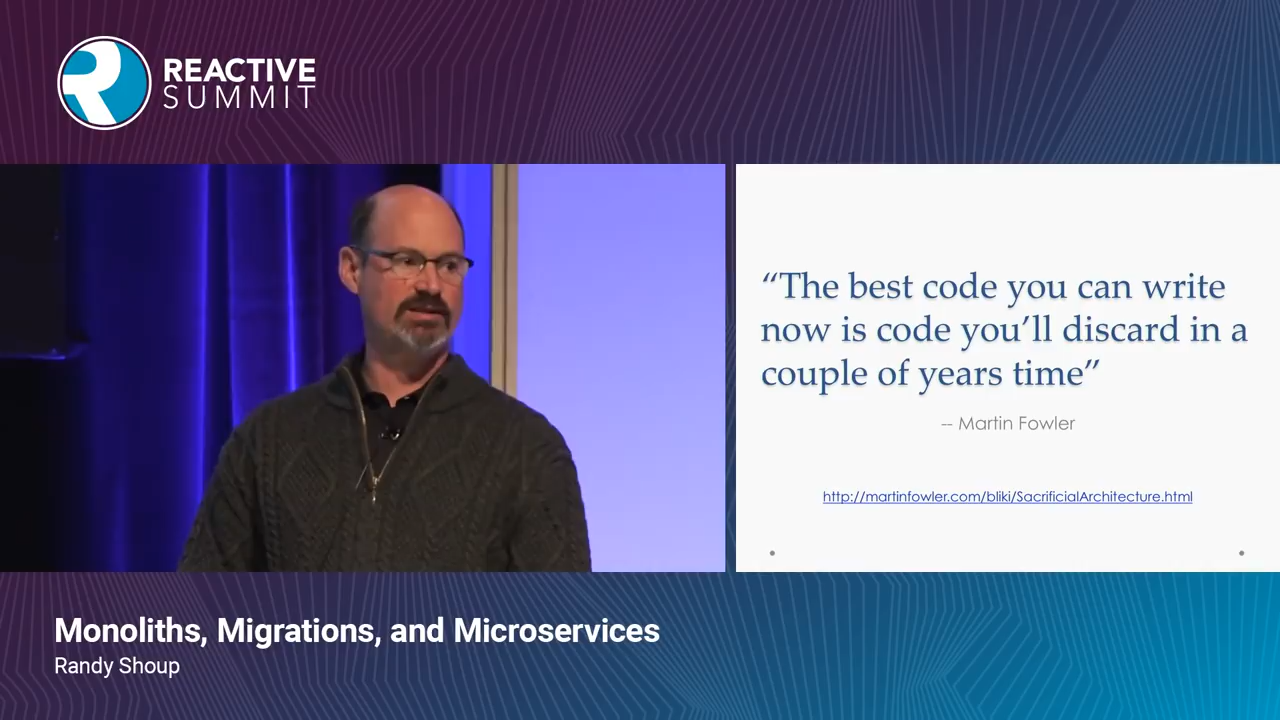 REACTIVE
SUMMIT
“The best code you can write
now is code you’ll discard in a
couple of years time”
-- Martin Fowler
http://martinfowler.com/bliki/SacrificialArchitecture.html
Monoliths, Migrations, and Microservices
Randy Shoup